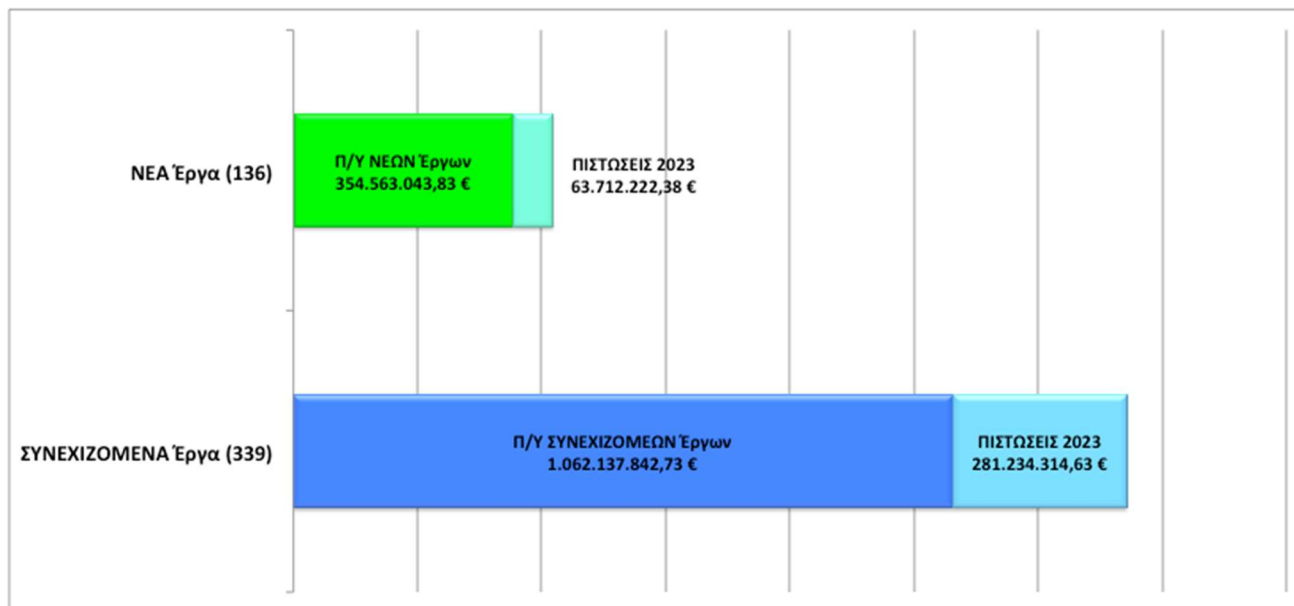 ΝΕΑ Έργα (136)
Π/Υ ΝΕΩΝ Έργων
354.563.043,83 €
ΠΙΣΤΩΣΕΙΣ 2023
63.712.222,38 €
ΣΥΝΕΧΙΖΟΜΕΝΑ Έργα (339)
Π/Υ ΣΥΝΕΧΙΖΟΜΕΩΝ Έργων
1.062.137.842,73 €
ΠΙΣΤΩΣΕΙΣ 2023
281.234.314,63 €